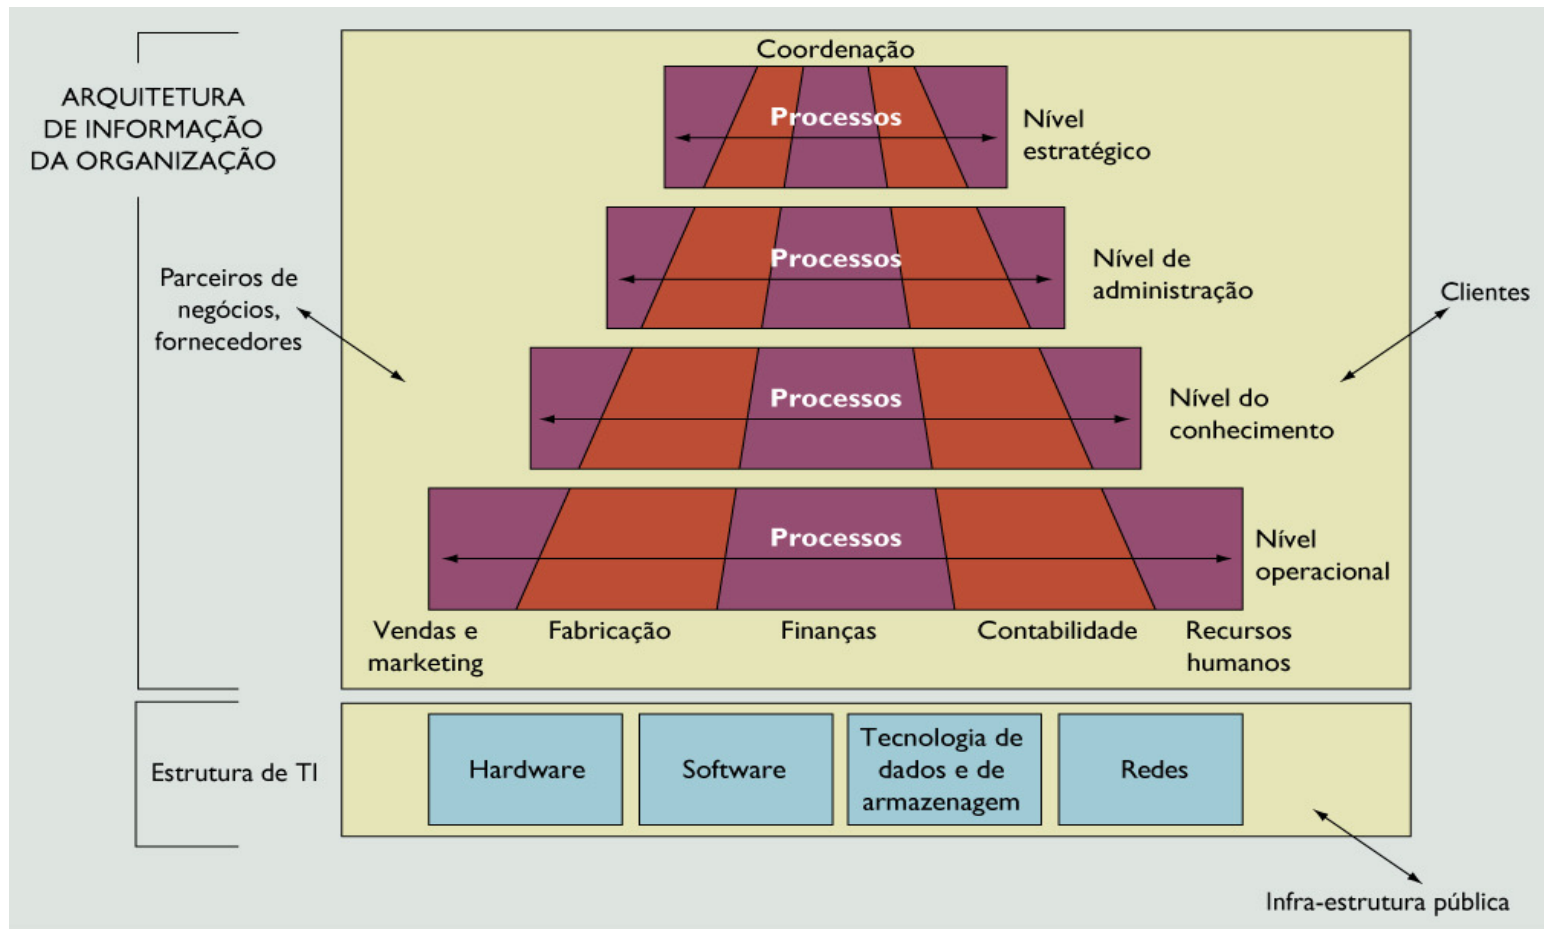 Coordenação
ARQUITETURA
DE INFORMAÇÃO
DA ORGANIZAÇÃO
Processos
Nível
estratégico
Processos
Nível de
administração
Parceiros de
negócios,
fornecedores
Clientes
Processos
Nível do
conhecimento
Processos
Nível
operacional
Vendas e
marketing
Fabricação
Finanças
Contabilidade
Recursos
humanos
Estrutura de TI
Hardware
Software
Tecnologia de
dados e de
armazenagem
Redes
Infra-estrutura pública